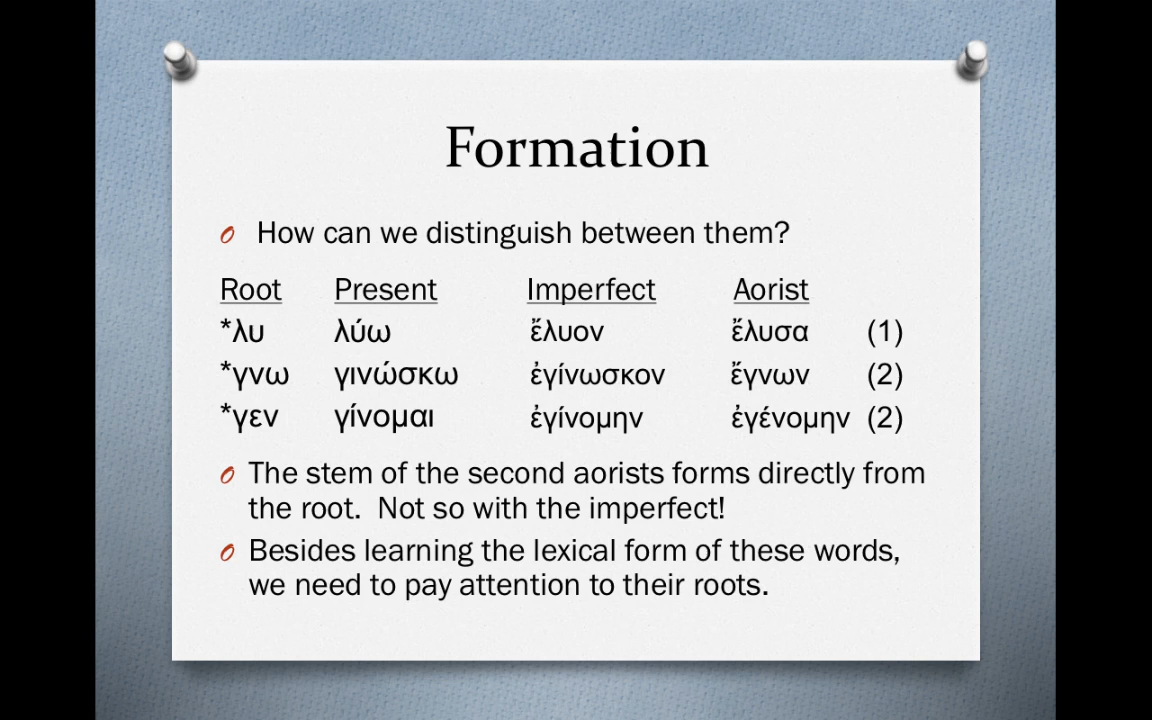 Formation
How can we distinguish between them?
Root Present Imperfect Aorist
*λυ λύω ἔλυον ἔλυσα (1)
*γνω γινώσκω ἐγίνωσκον ἔγνων (2)
*γεν γίνομαι ἐγίνομην ἐγένομην (2)
The stem of the second aorists forms directly from
the root. Not so with the imperfect!
Besides learning the lexical form of these words,
we need to pay attention to their roots.